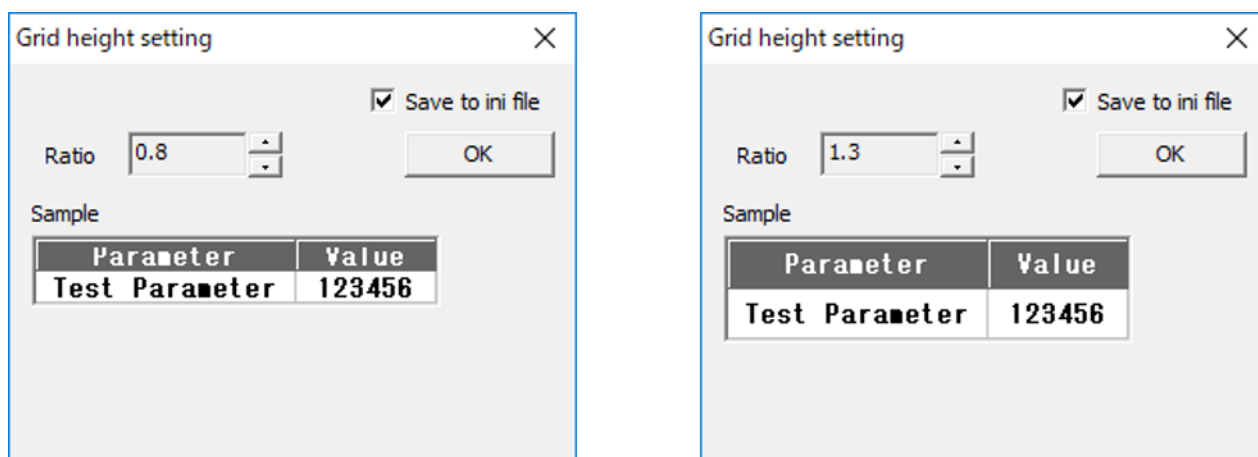 Grid height setting
Save to ini file
Ratio 0.8 OK
Sample
Parameter Value
Test Parameter 123456
Grid height setting
Save to ini file
Ratio 1.3 OK
Sample
Parameter Value
Test Parameter 123456